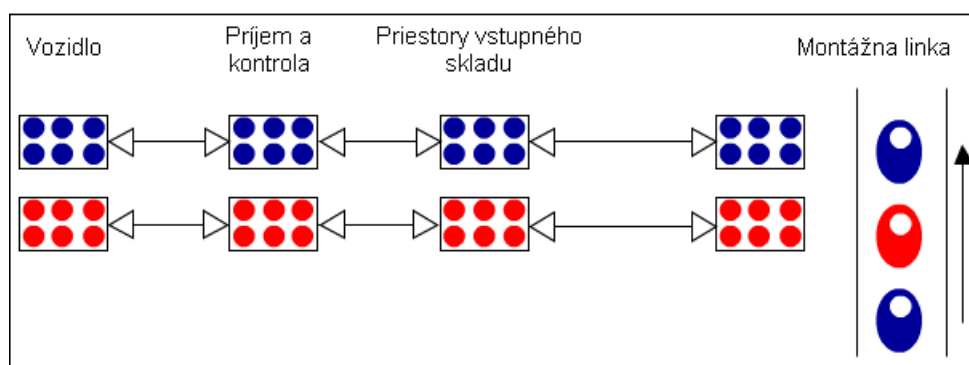 Vozidlo
Príjem a
kontrola
Priestory vstupného
skladu
Montážna linka